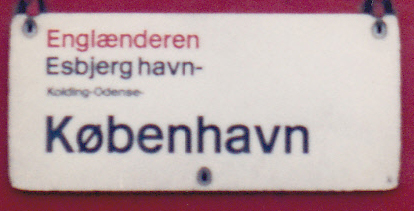 Englænderen
Esbjerg havn-
Kolding-Odense-
København